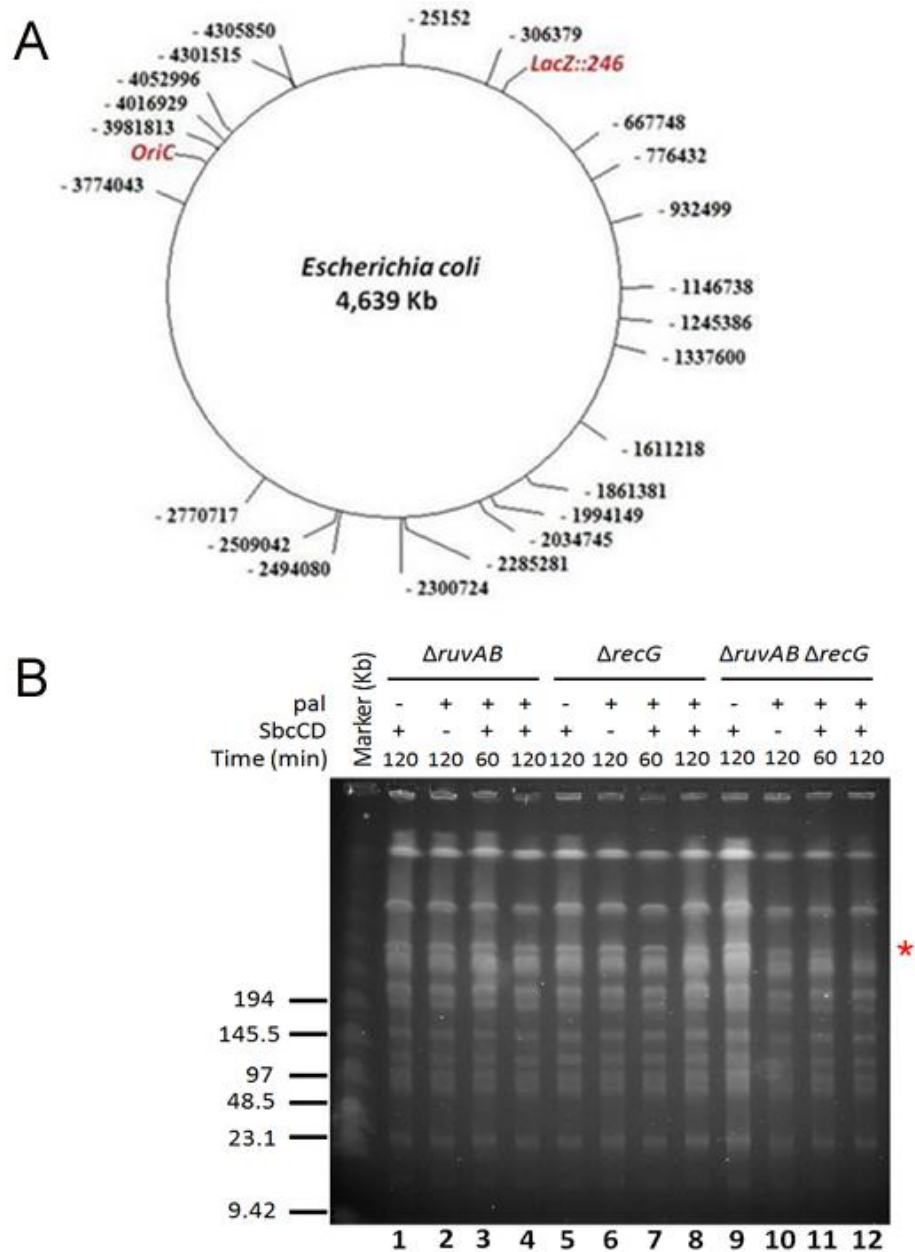 A
- 25152
- 4305850
- 306379
- 4301515
LacZ::246
- 4052996
- 4016929
- 3981813
OriC
- 667748
- 776432
- 3774043
- 932499
Escherichia coli
4,639 Kb
- 1146738
- 1245386
- 1337600
- 1611218
- 1861381
- 2770717
- 1994149
- 2509042
- 2034745
- 2494080
- 2285281
- 2300724
B
Marker (Kb)
ΔruvAB ΔrecG ΔruvAB ΔrecG
pal - + + + - + + + - + + +
SbcCD + - + + + - + + + - + +
Time (min) 120 120 60 120 120 120 60 120 120 120 60 120
*
194
145.5
97
48.5
23.1
9.42
1 2 3 4 5 6 7 8 9 10 11 12